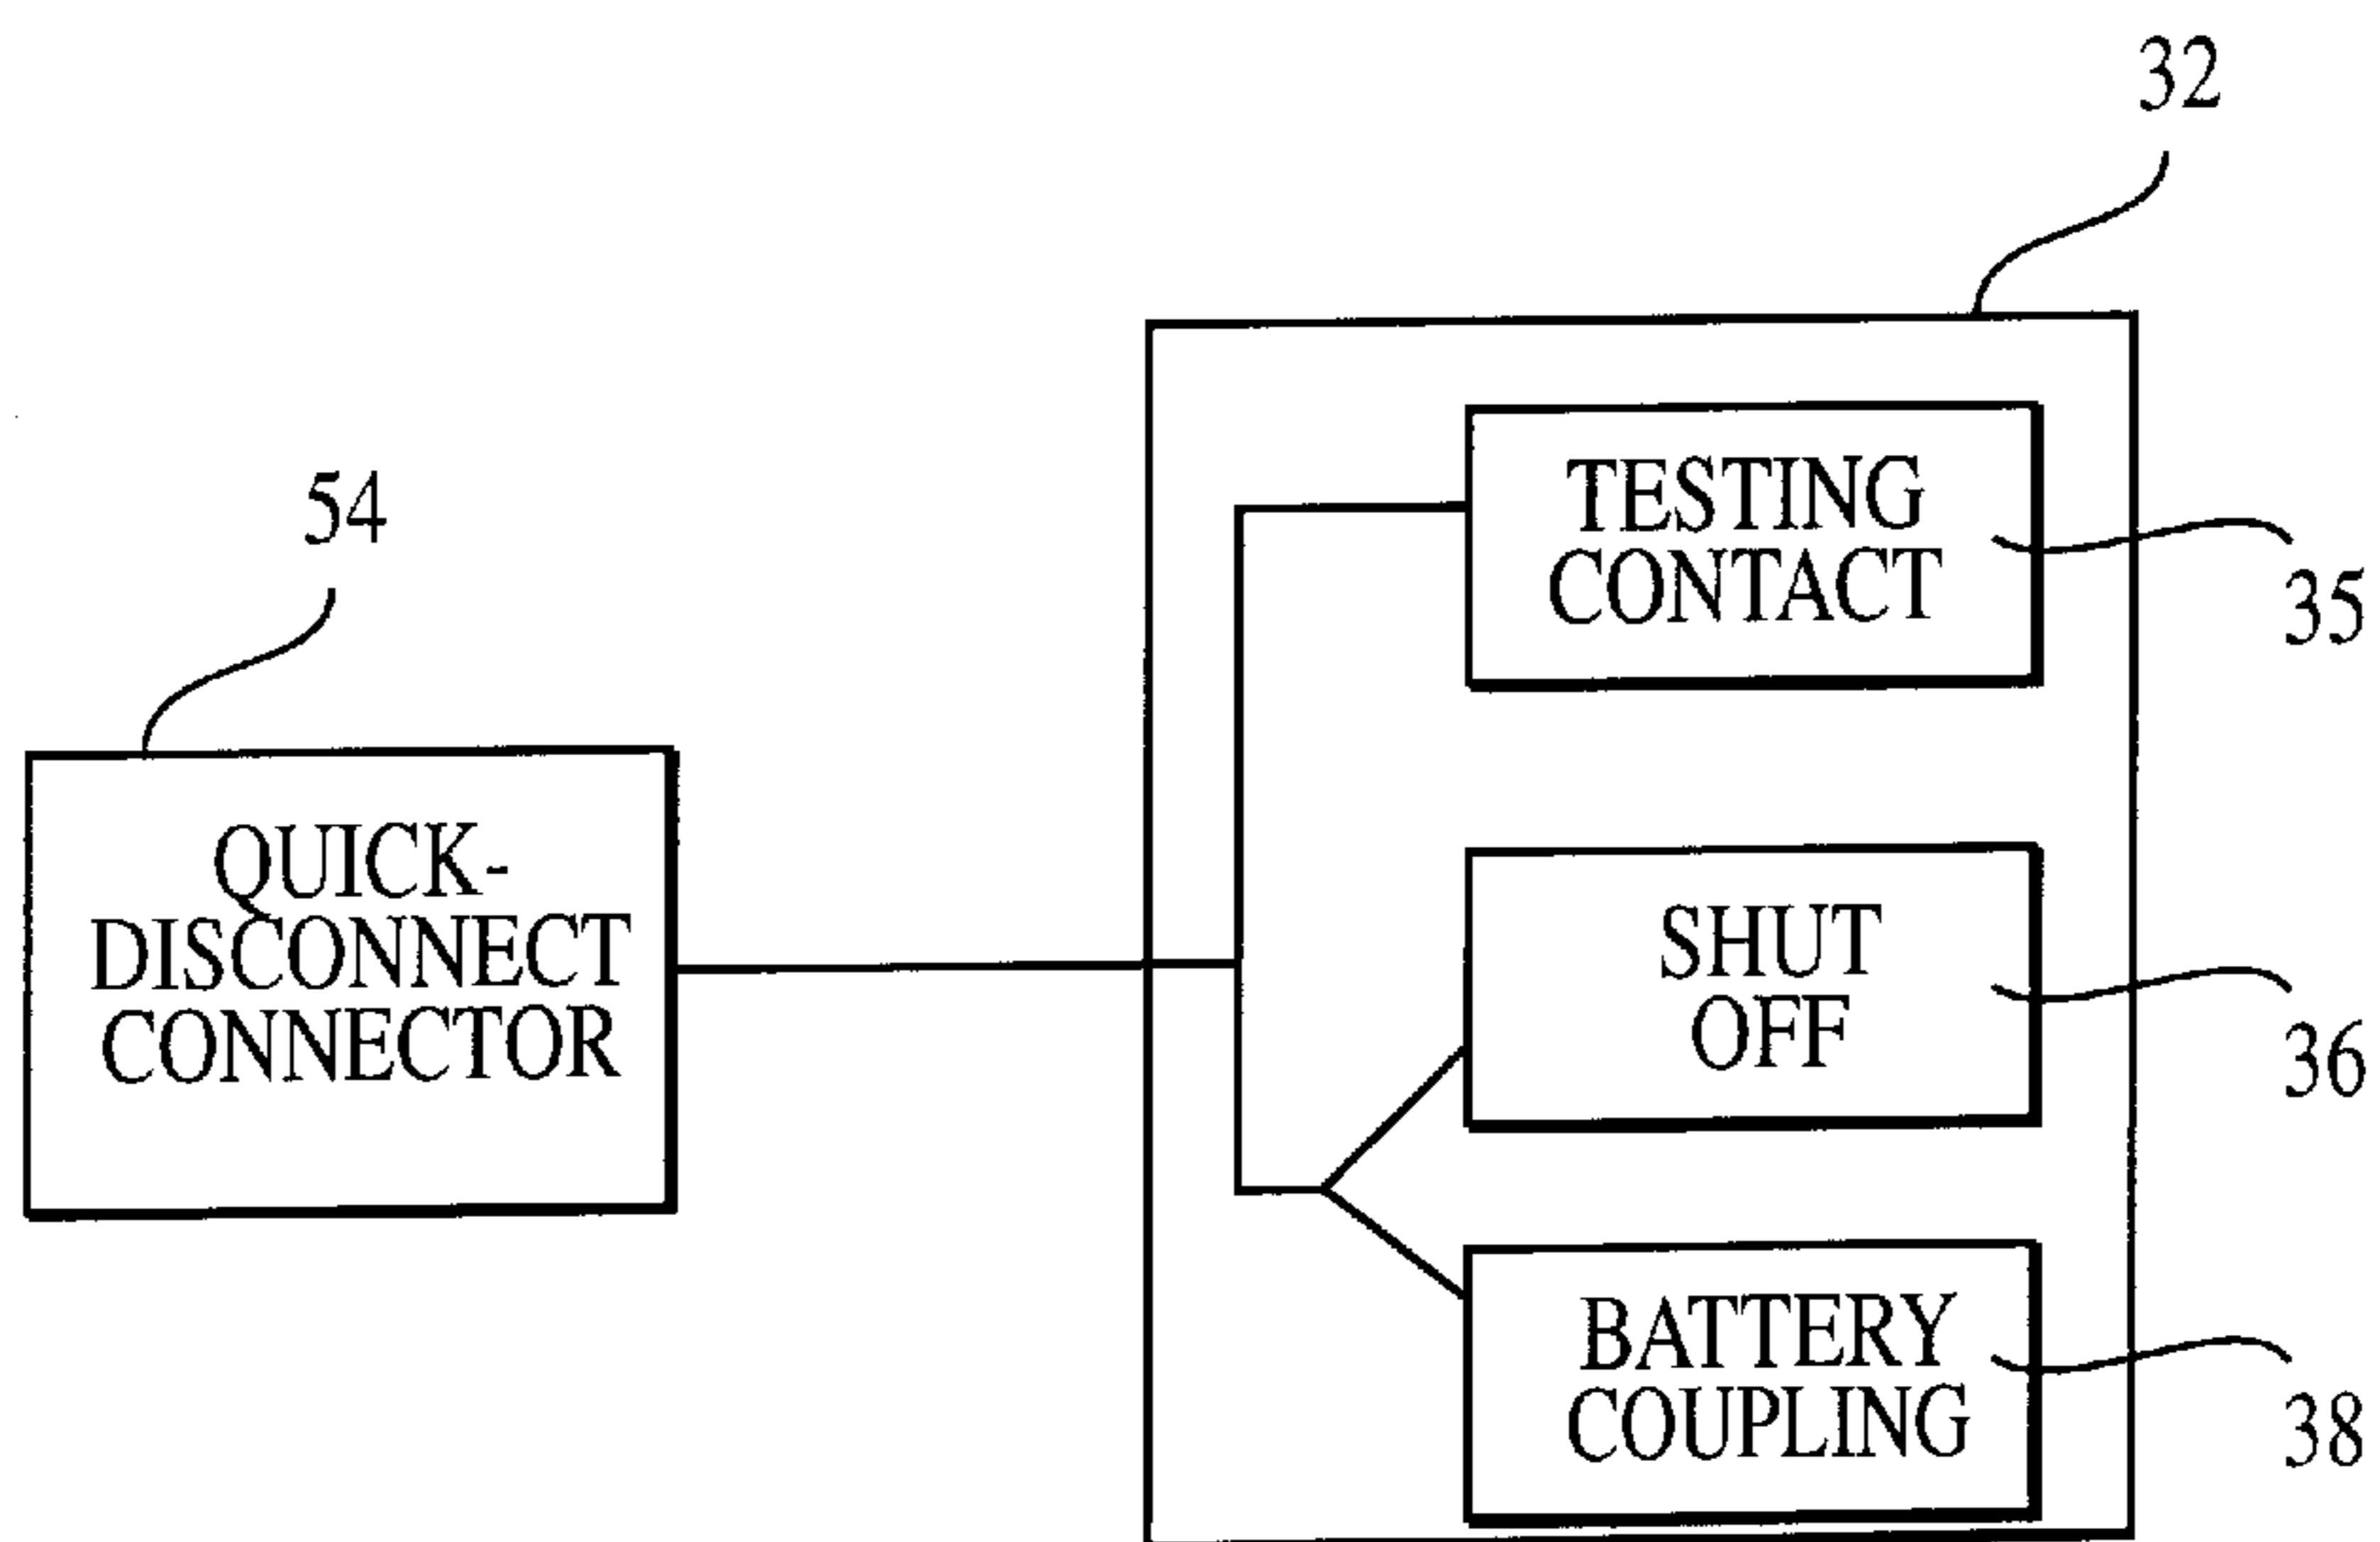 32
54
TESTING
CONTACT
35
QUICK-
DISCONNECT
CONNECTOR
SHUT
OFF
36
BATTERY
COUPLING
38